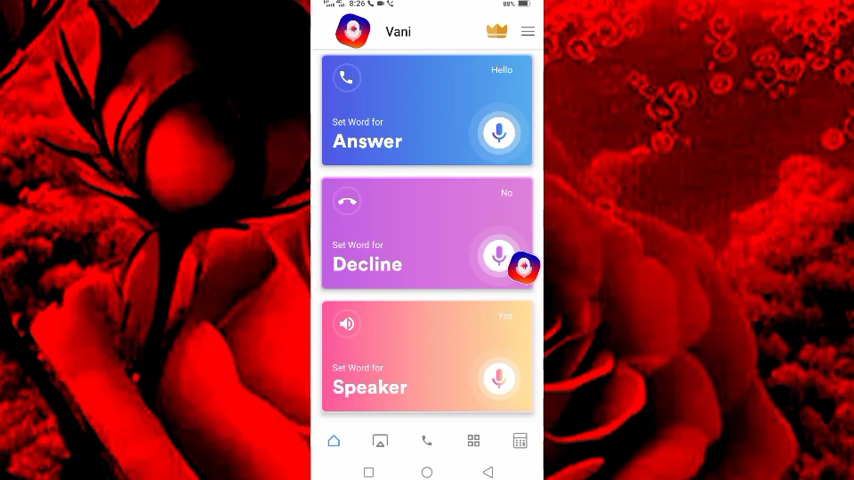 8:26
88%
Vani
Hello
Set Word for
Answer
No
Set Word for
Decline
Yes
Set Word for
Speaker